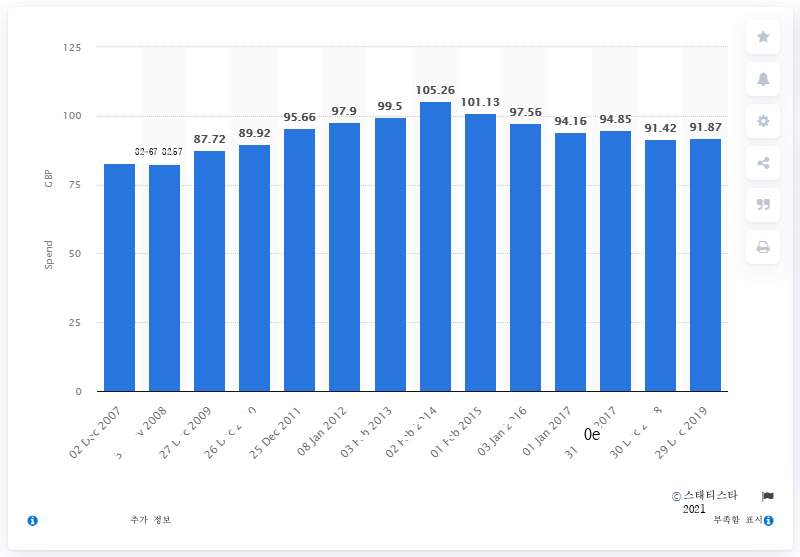 125
105.26
101.13
100
99.5
97.9
97.56
95.66
94.16
94.85
91.42
91.87
89.92
87.72
82-67 82.57
75
Spend GBP
50
25
0
02 Dec 2007
2008
27 Dec 2009
26 Dec
25 Dec 2011
08 Jan 2012
03 Feb 2013
02 Feb 2014
01 Feb 2015
03 Jan 2016
01 Jan 2017
31 2017
0e
30 Dec
29 Dec 2019
© 스태티스타
2021
추가 정보
부족함 표시